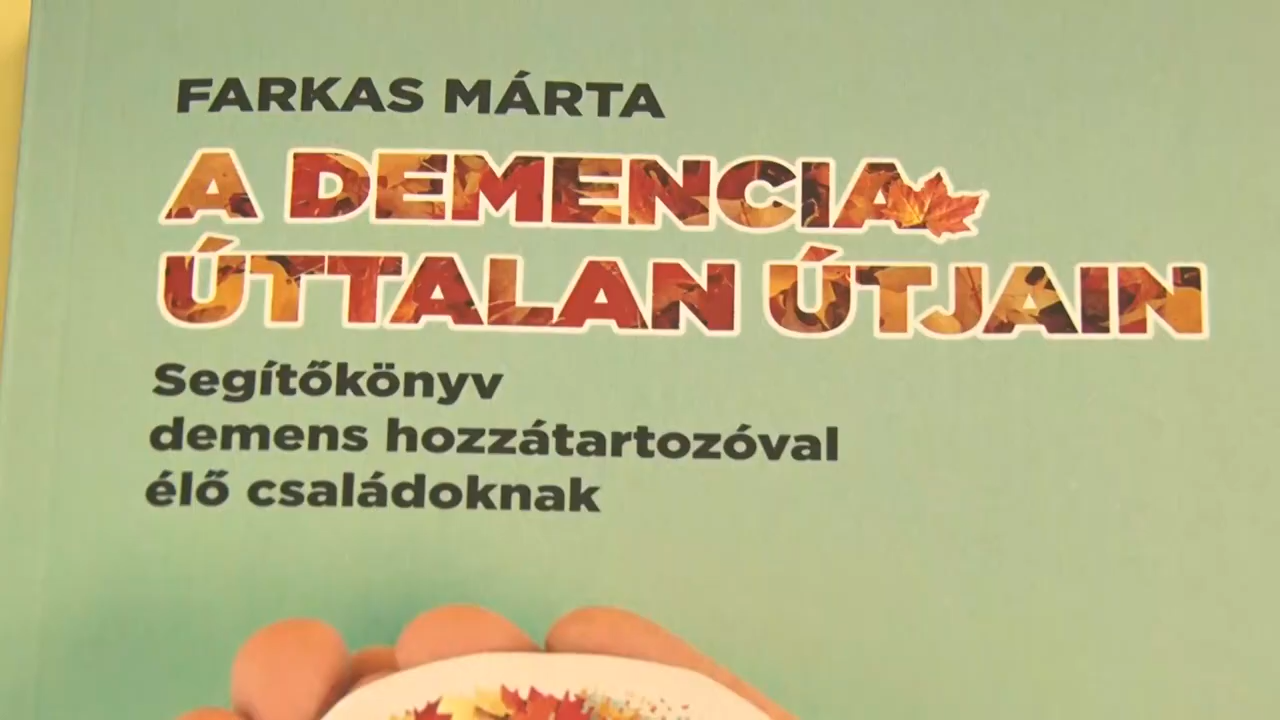 FARKAS MÁRTA
A DEMENCIA
ÚTTALAN ÚTJAIN
Segítőkönyv
demens hozzátartozóval
élő családoknak